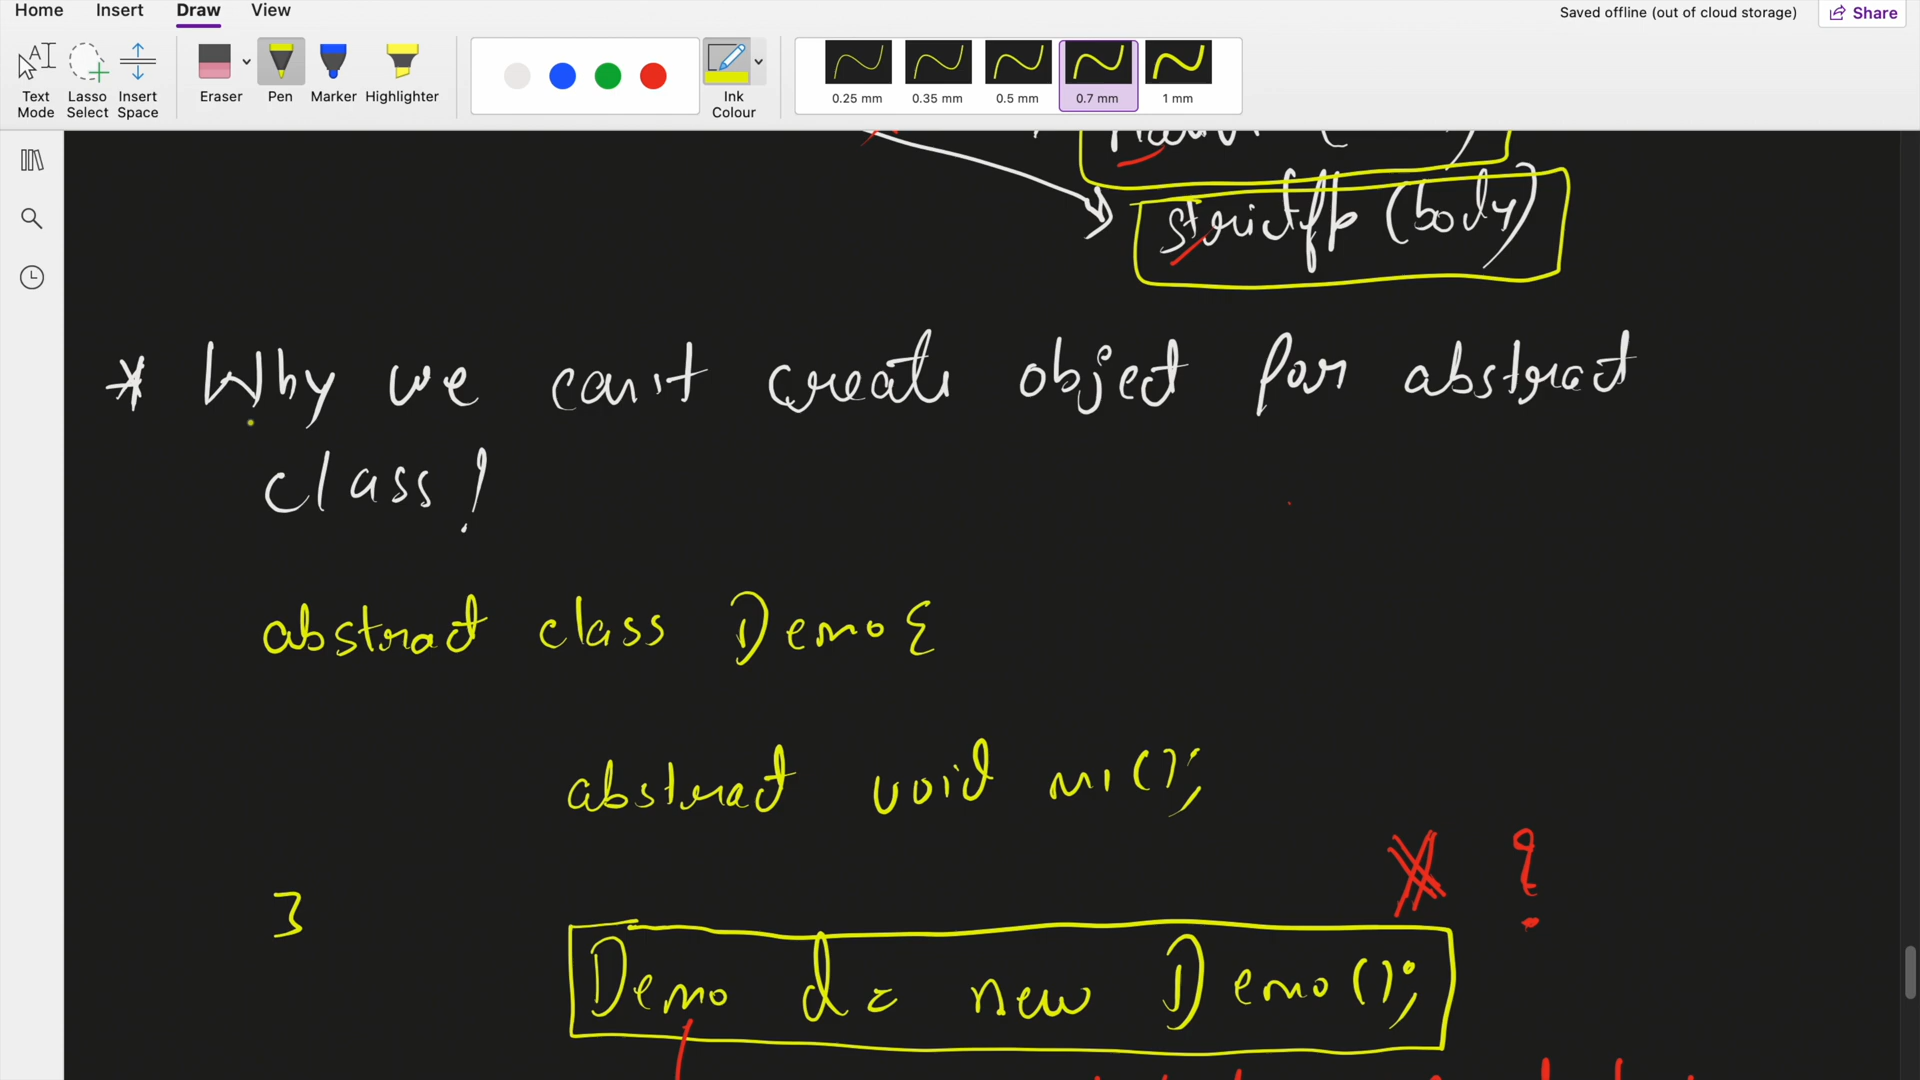 Home Insert Draw View
Saved offline (out of cloud storage) Share
Text Mode
Lasso Select
Insert Space
Eraser
Pen
Marker
Highlighter
Ink Colour
0.25 mm
0.35 mm
0.5 mm
0.7 mm
1 mm
strictfp (body)
* Why we can't create object for abstract
class ?
abstract class Demo {
abstract void m1 ();
}
X ?
Demo d = new Demo ();